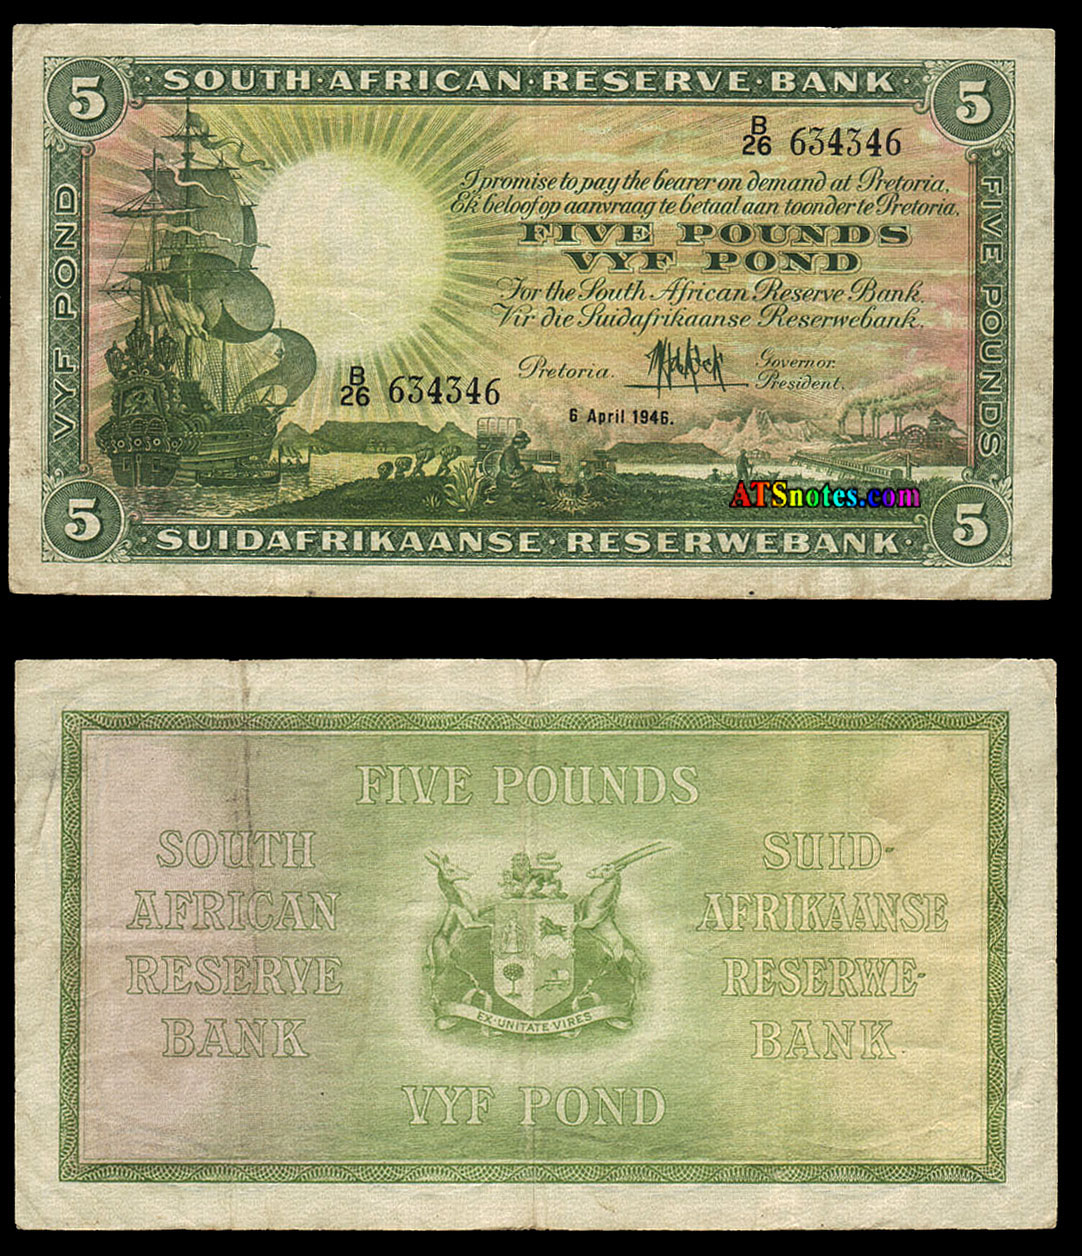 · SOUTH · AFRICAN · RESERVE · BANK ·
5
5
B/26 634346
I promise to pay the bearer on demand at Pretoria,
Ek beloof op aanvraag te betaal aan toonder te Pretoria,
FIVE POUNDS
VYF POND
For the South African Reserve Bank.
Vir die Suidafrikaanse Reserwebank.
Pretoria.
Governor.
President.
B/26 634346
6 April 1946.
VYF POND
FIVE POUNDS
ATSnotes.com
5
5
· SUIDAFRIKAANSE · RESERWEBANK ·
FIVE POUNDS
SOUTH
AFRICAN
RESERVE
BANK
SUID-
AFRIKAANSE
RESERWE-
BANK
EX·UNITATE·VIRES
VYF POND